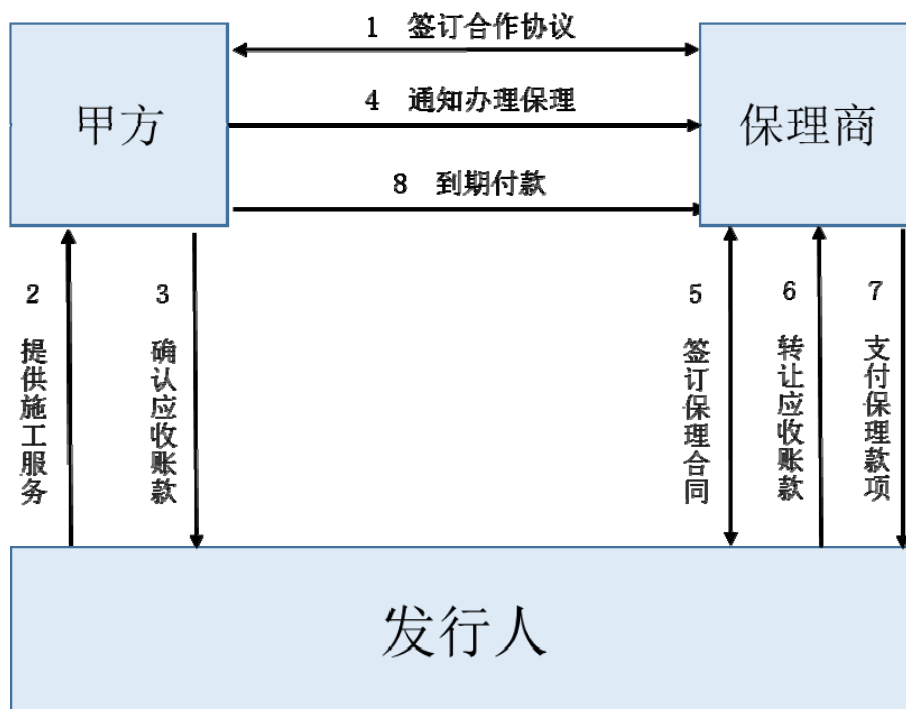 1 签订合作协议
甲方
4 通知办理保理
保理商
8 到期付款
2 提供施工服务
3 确认应收账款
5 签订保理合同
6 转让应收账款
7 支付保理款项
发行人